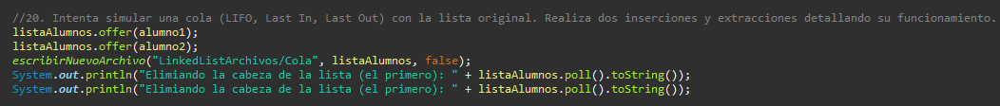 //20. Intenta simular una cola (LIFO, Last In, Last Out) con la lista original. Realiza dos inserciones y extracciones detallando su funcionamiento.
listaAlumnos.offer(alumno1);
listaAlumnos.offer(alumno2);
escribirNuevoArchivo("LinkedListArchivos/Cola", listaAlumnos, false);
System.out.println("Elimiando la cabeza de la lista (el primero): " + listaAlumnos.poll().toString());
System.out.println("Elimiando la cabeza de la lista (el primero): " + listaAlumnos.poll().toString());